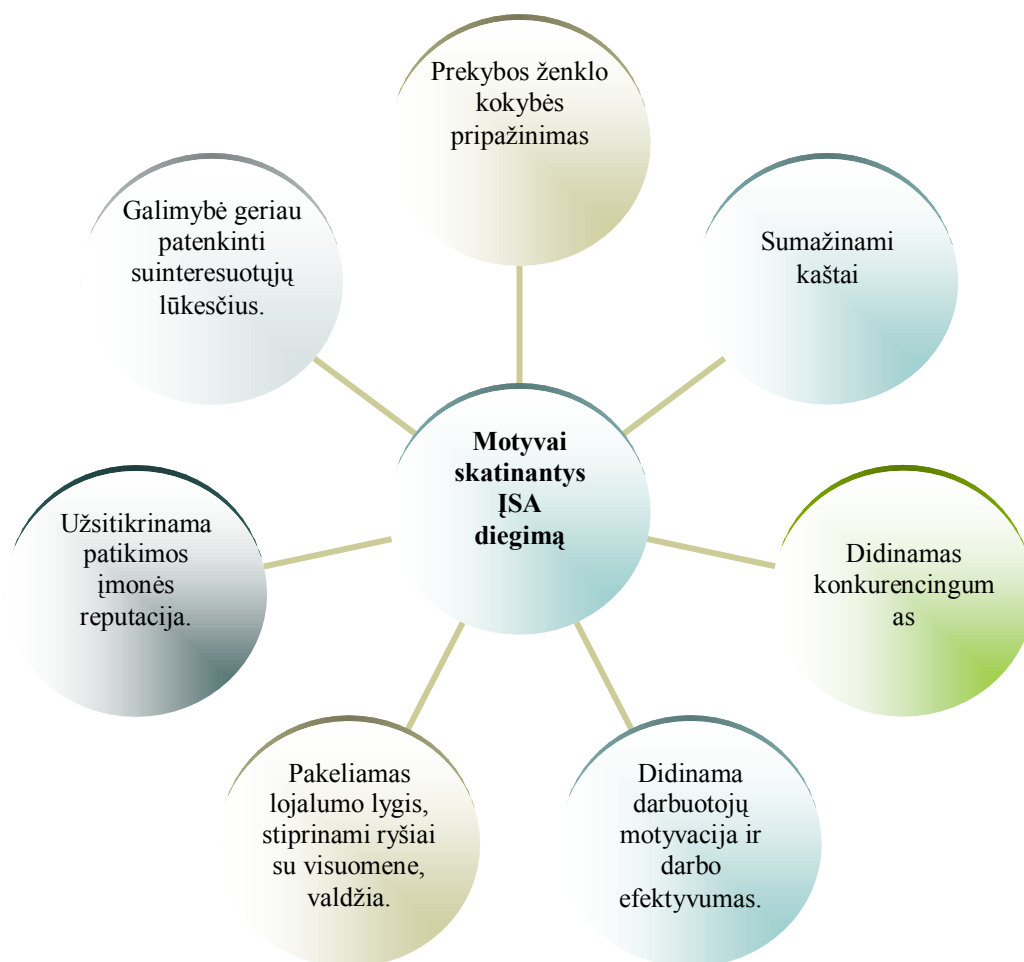 Prekybos ženklo
kokybės
pripažinimas
Galimybė geriau
patenkinti
suinteresuotųjų
lūkesčius.
Sumažinami
kaštai
Motyvai
skatinantys
ĮSA
diegimą
Užsitikrinama
patikimos
įmonės
reputacija.
Didinamas
konkurencingum
as
Pakeliamas
lojalumo lygis,
stiprinami ryšiai
su visuomene,
valdžia.
Didinama
darbuotojų
motyvacija ir
darbo
efektyvumas.